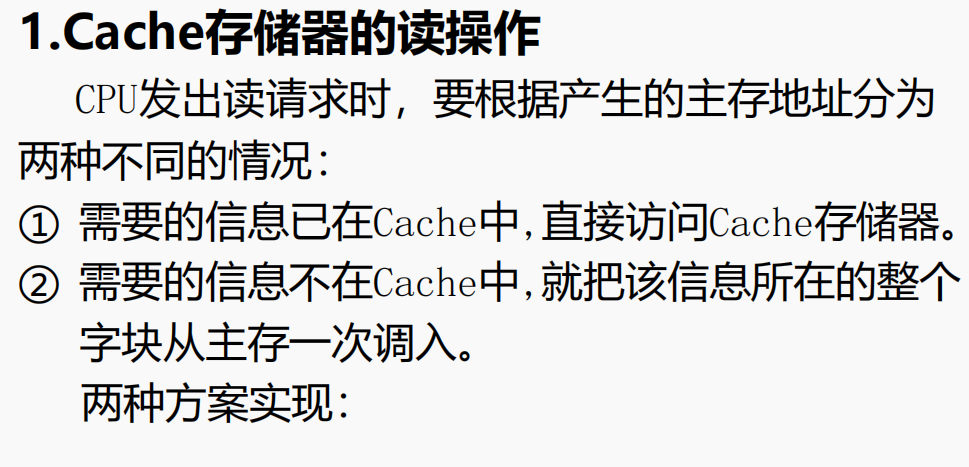 1.Cache存储器的读操作
CPU发出读请求时，要根据产生的主存地址分为
两种不同的情况：
① 需要的信息已在Cache中,直接访问Cache存储器。
② 需要的信息不在Cache中,就把该信息所在的整个
字块从主存一次调入。
两种方案实现：